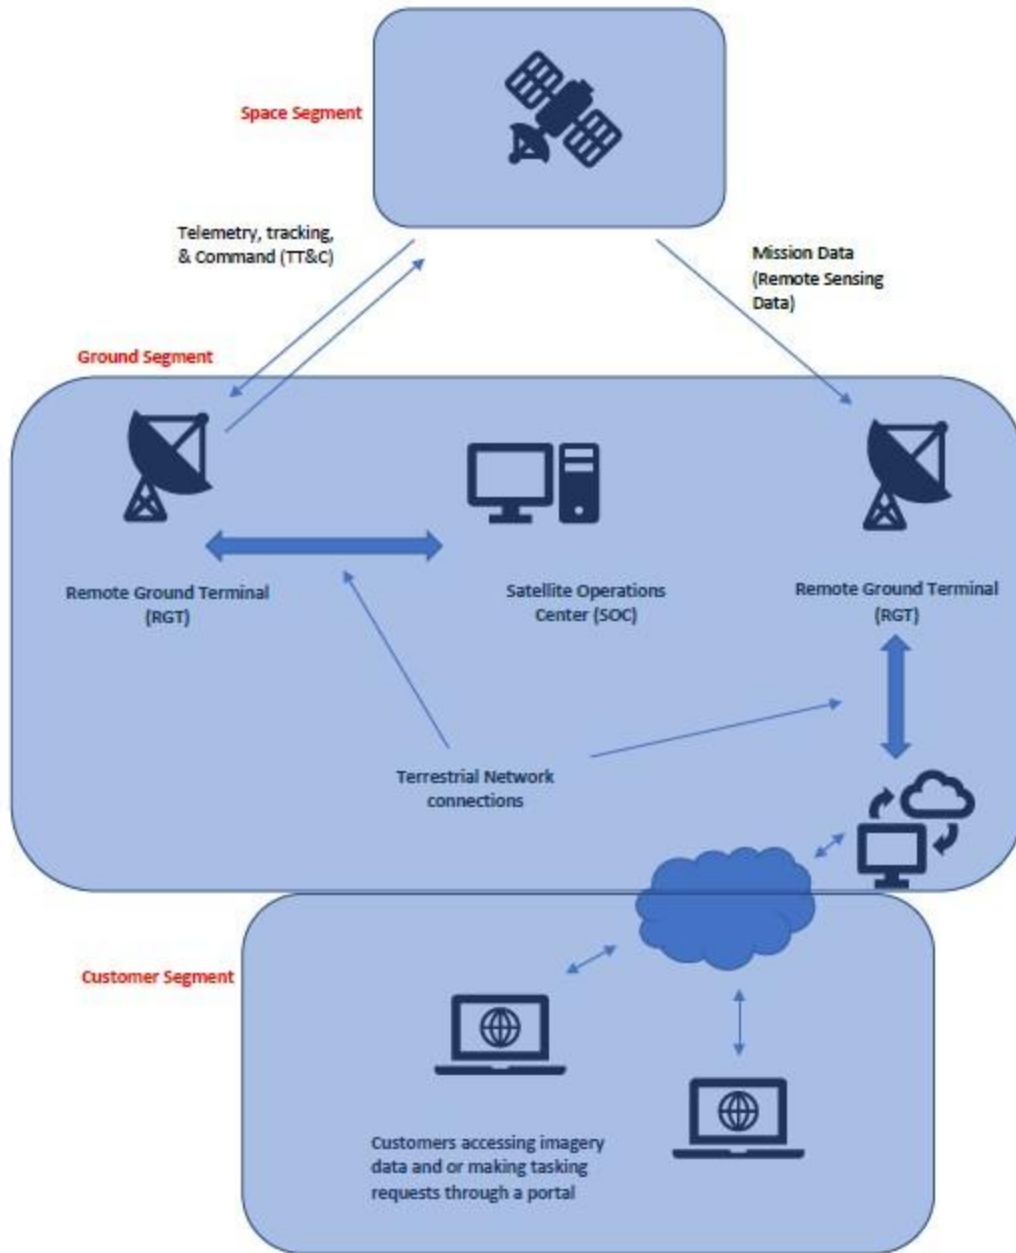 Space Segment
Telemetry, tracking,
& Command (TT&C)
Mission Data
(Remote Sensing
Data)
Ground Segment
Remote Ground Terminal
(RGT)
Satellite Operations
Center (SOC)
Remote Ground Terminal
(RGT)
Terrestrial Network
connections
Customer Segment
Customers accessing imagery
data and or making tasking
requests through a portal